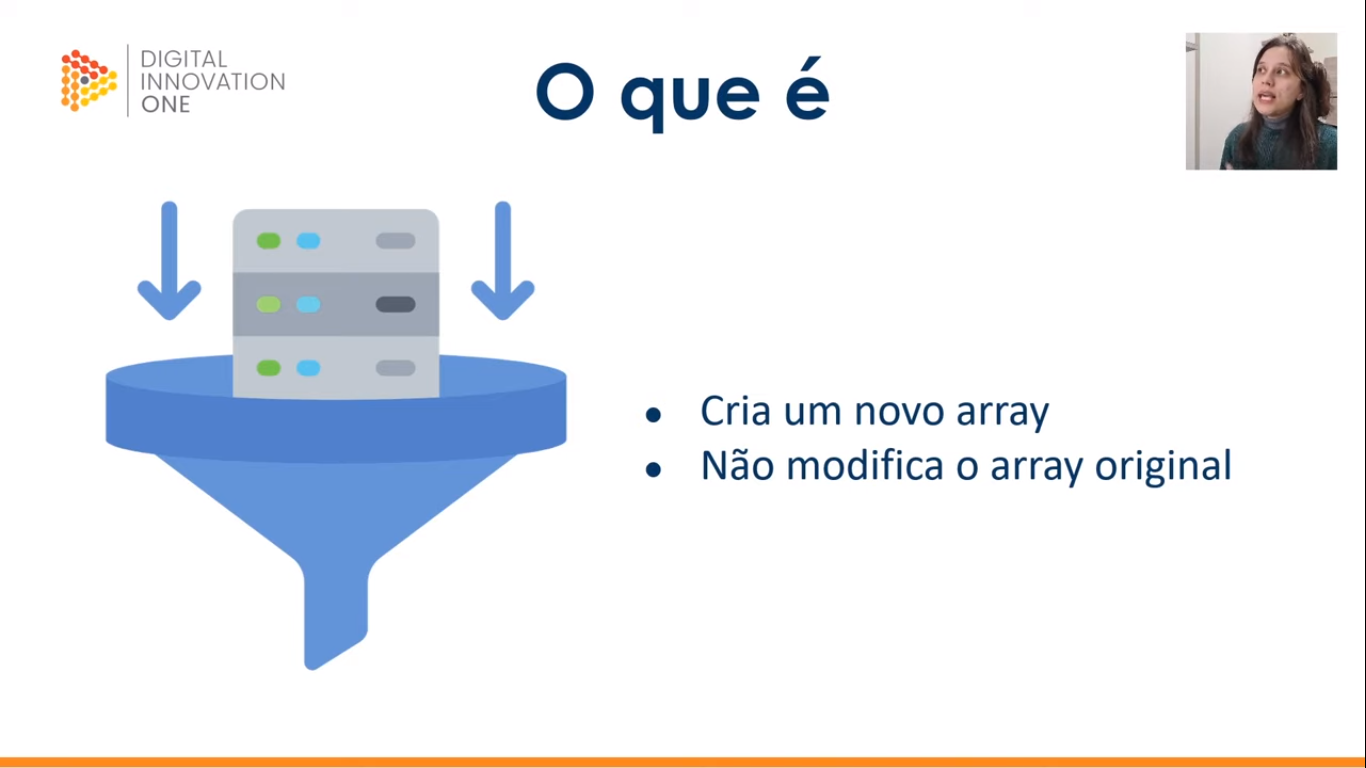 DIGITAL
INNOVATION
ONE
O que é
• Cria um novo array
• Não modifica o array original